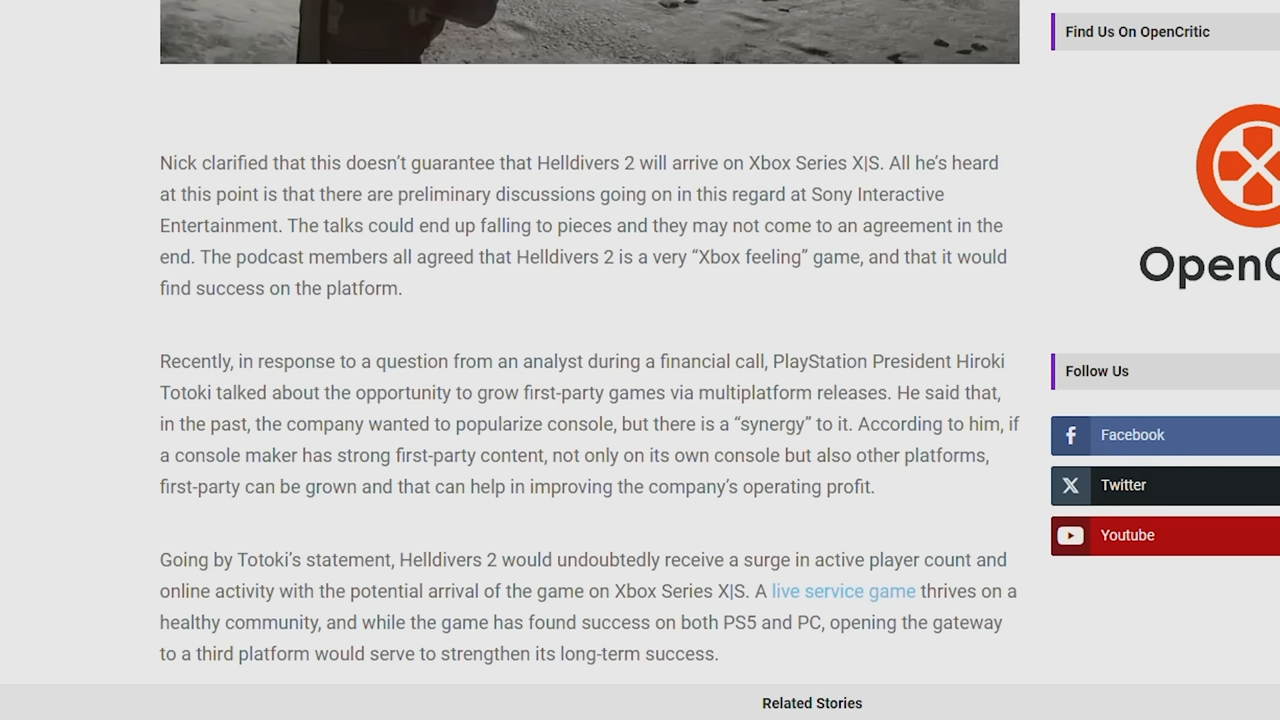 Nick clarified that this doesn’t guarantee that Helldivers 2 will arrive on Xbox Series X|S. All he’s heard
at this point is that there are preliminary discussions going on in this regard at Sony Interactive
Entertainment. The talks could end up falling to pieces and they may not come to an agreement in the
end. The podcast members all agreed that Helldivers 2 is a very “Xbox feeling” game, and that it would
find success on the platform.
Recently, in response to a question from an analyst during a financial call, PlayStation President Hiroki
Totoki talked about the opportunity to grow first-party games via multiplatform releases. He said that,
in the past, the company wanted to popularize console, but there is a “synergy” to it. According to him, if
a console maker has strong first-party content, not only on its own console but also other platforms,
first-party can be grown and that can help in improving the company’s operating profit.
Going by Totoki’s statement, Helldivers 2 would undoubtedly receive a surge in active player count and
online activity with the potential arrival of the game on Xbox Series X|S. A live service game thrives on a
healthy community, and while the game has found success on both PS5 and PC, opening the gateway
to a third platform would serve to strengthen its long-term success.
Related Stories
Find Us On OpenCritic
OpenC
Follow Us
Facebook
Twitter
Youtube